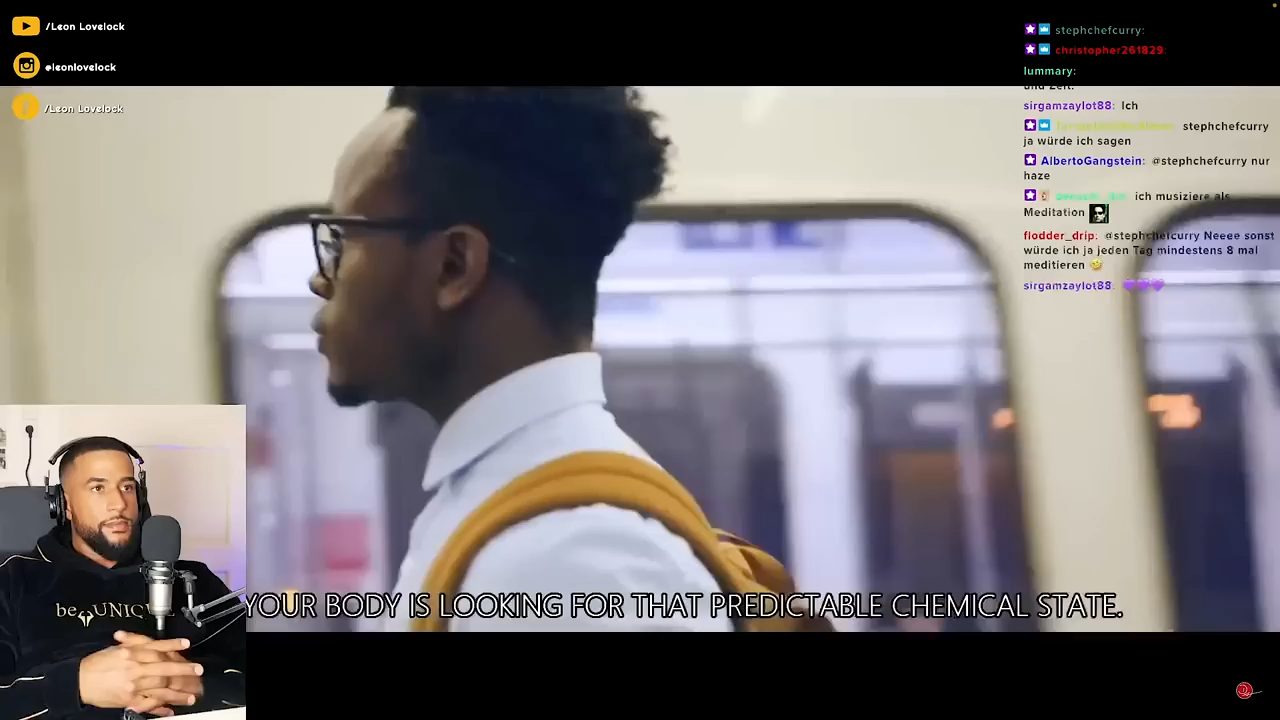 /Leon Lovelock
@leonlovelock
/Leon Lovelock
stephchefcurry:
christopher261829:
lummary:
und Zeit.
sirgamzaylot88: Ich
stephchefcurry
ja würde ich sagen
AlbertoGangstein: @stephchefcurry nur
haze
ich musiziere als
Meditation
flodder_drip: @stephchefcurry Neeee sonst
würde ich ja jeden Tag mindestens 8 mal
meditieren 🤣
sirgamzaylot88: 💜💜💜
be UNIC
YOUR BODY IS LOOKING FOR THAT PREDICTABLE CHEMICAL STATE.